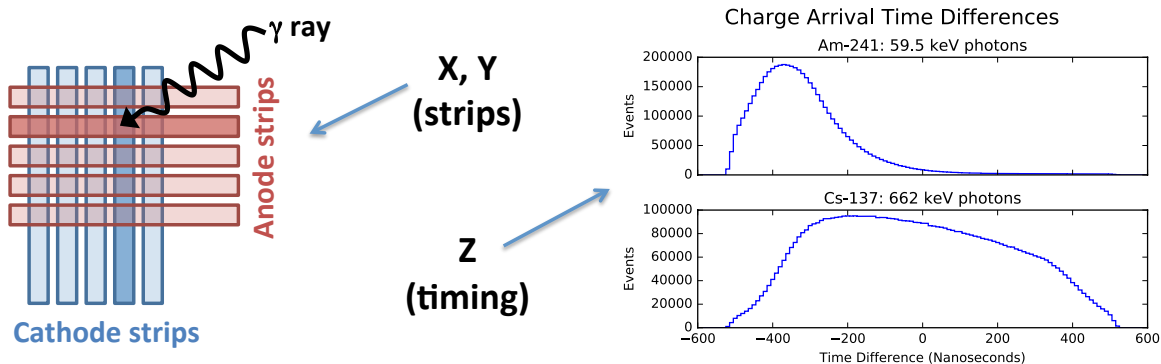 γ ray
Anode strips
Cathode strips
X, Y
(strips)
Z
(timing)
Charge Arrival Time Differences
Am-241: 59.5 keV photons
200000
150000
100000
50000
0
Events
Cs-137: 662 keV photons
100000
80000
60000
40000
20000
0
Events
−600 −400 −200 0 200 400 600
Time Difference (Nanoseconds)